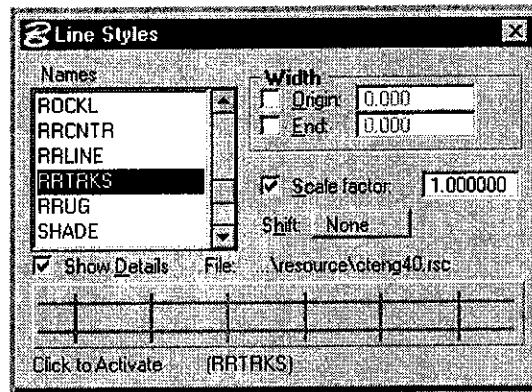 Line Styles
Names
ROCKL
RRCNTR
RRLINE
RRTRKS
RRUG
SHADE
Width
Origin: 0.000
End: 0.000
Scale factor: 1.000000
Shift: None
Show Details File: ...\resource\cteng40.rsc
Click to Activate (RRTRKS)